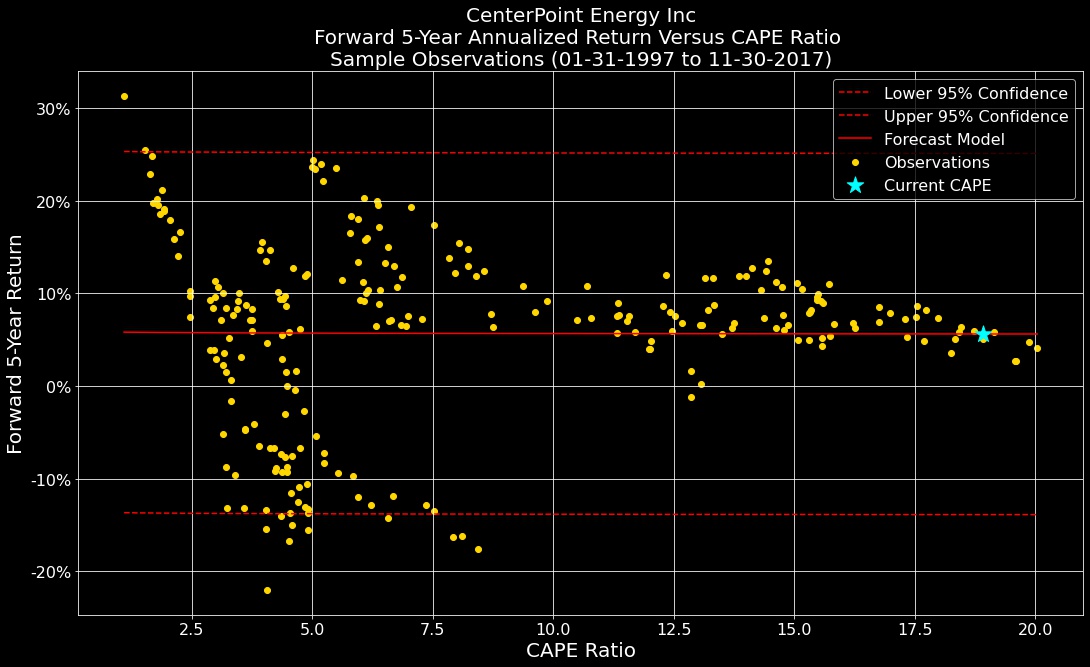 CenterPoint Energy Inc
Forward 5-Year Annualized Return Versus CAPE Ratio
Sample Observations (01-31-1997 to 11-30-2017)
Lower 95% Confidence
Upper 95% Confidence
Forecast Model
Observations
Current CAPE
Forward 5-Year Return
30%
20%
10%
0%
-10%
-20%
2.5
5.0
7.5
10.0
12.5
15.0
17.5
20.0
CAPE Ratio